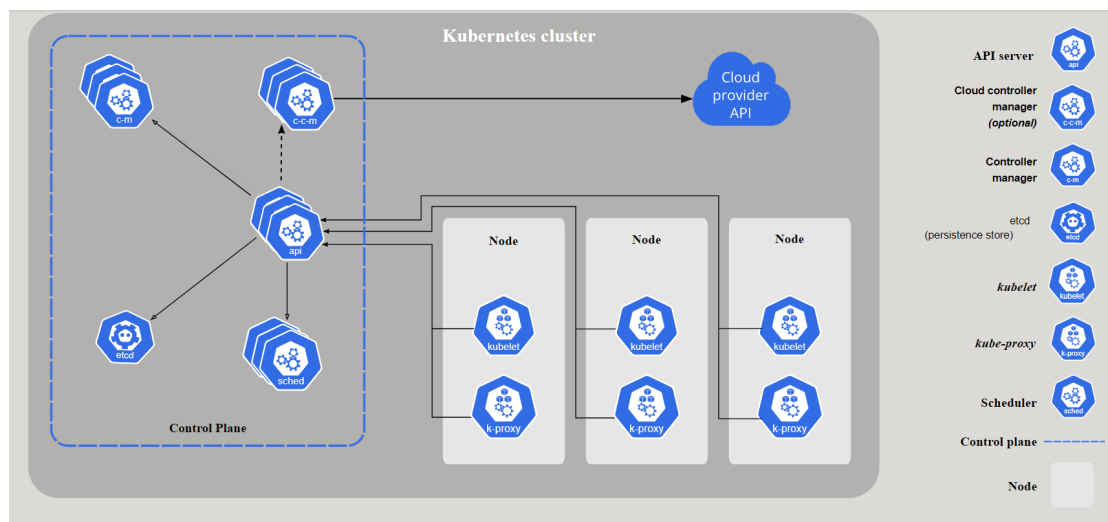 Kubernetes cluster
c-m
c-c-m
Cloud
provider
API
api
etcd
sched
Control Plane
Node
kubelet
k-proxy
Node
kubelet
k-proxy
Node
kubelet
k-proxy
API server
api
Cloud controller
manager
(optional)
c-c-m
Controller
manager
c-m
etcd
(persistence store)
etcd
kubelet
kubelet
kube-proxy
k-proxy
Scheduler
sched
Control plane
Node